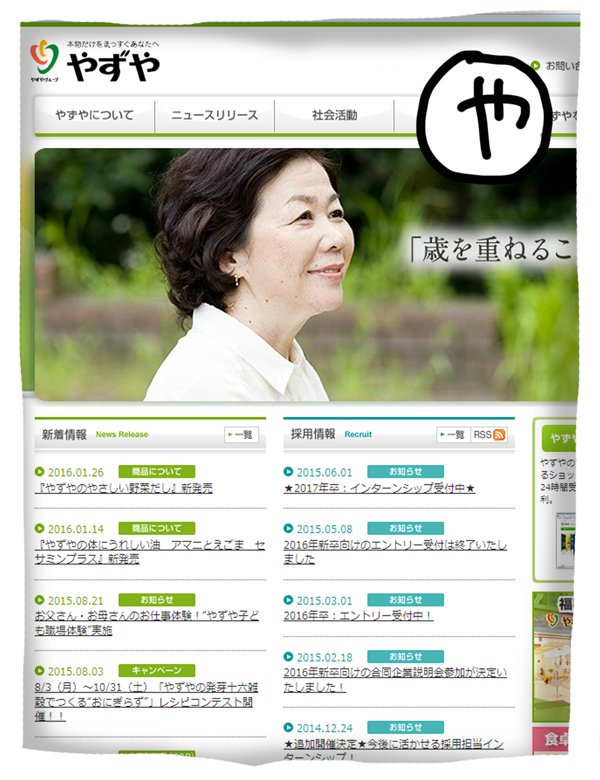 本物だけをまっすぐあなたへ
やずや
やずやグループ
お問い合
や
やずやについて
ニュースリリース
社会活動
ずやを
「歳を重ねるこ
新着情報 News Release
一覧
採用情報 Recruit
一覧 RSS
2016.01.26 商品について
『やずやのやさしい野菜だし』新発売
2016.01.14 商品について
『やずやの体にうれしい油 アマニとえごま セ
サミンプラス』新発売
2015.08.21 お知らせ
お父さん・お母さんのお仕事体験！“やずや子ど
も職場体験”実施
2015.08.03 キャンペーン
8/3（月）～10/31（土）「やずやの発芽十六雑
穀でつくる“おにぎらず”」レシピコンテスト開
催！！
2015.06.01 お知らせ
★2017年卒：インターンシップ受付中★
2015.05.08 お知らせ
2016年新卒向けのエントリー受付は終了いたし
ました
2015.03.01 お知らせ
2016年卒：エントリー受付中！
2015.02.18 お知らせ
2016年新卒向けの合同企業説明会参加が決定い
たしました！
2014.12.24 お知らせ
★追加開催決定★今後に活かせる採用担当イン
ターンシップ！
やずや
やずやの
るショッ
24時間受
利。
福
食卓